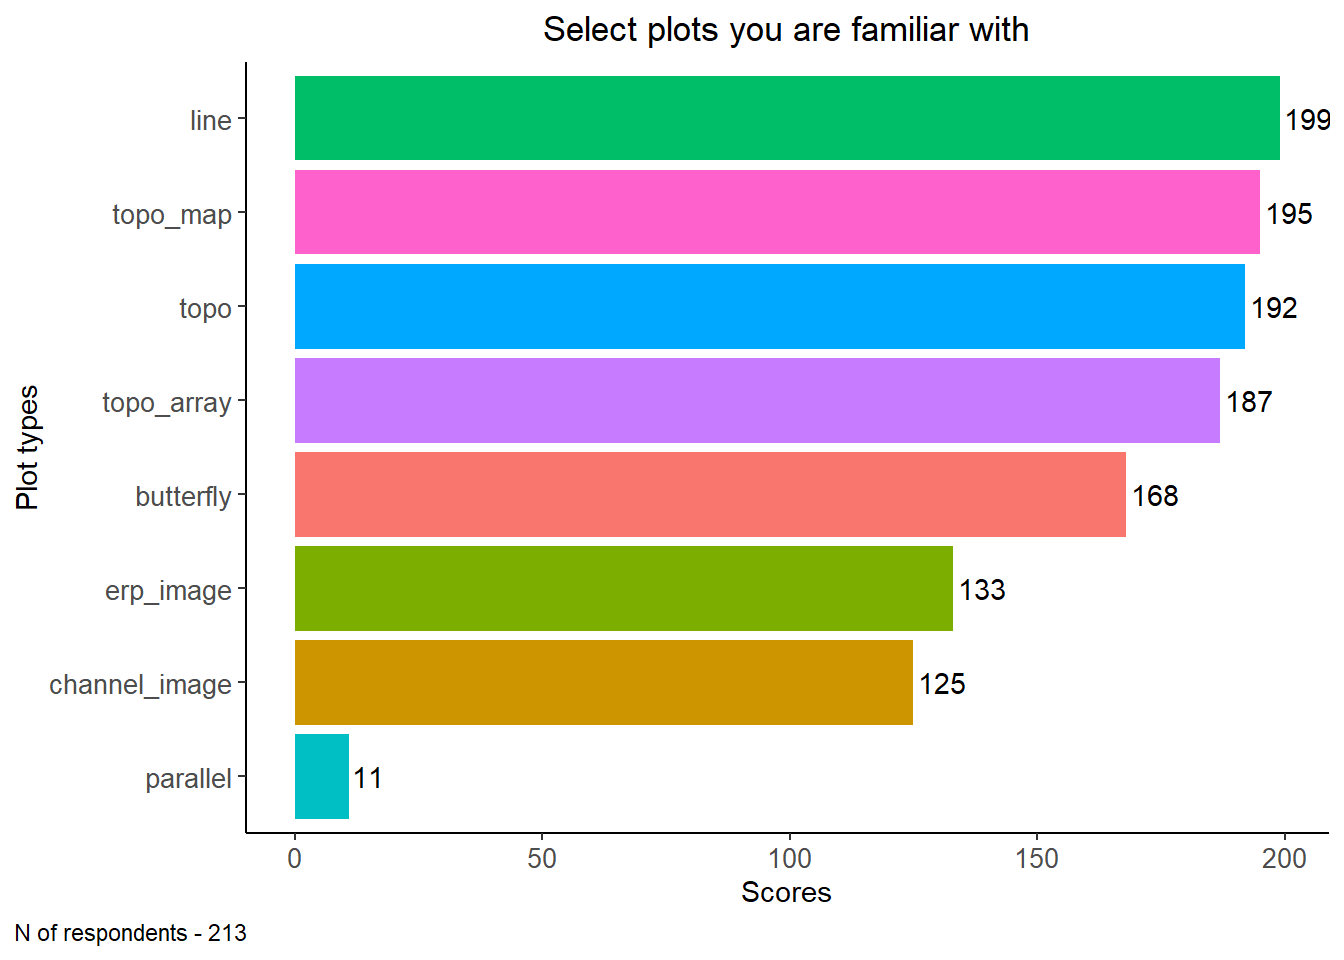 Select plots you are familiar with
line
199
topo_map
195
topo
192
topo_array
187
butterfly
168
erp_image
133
channel_image
125
parallel
11
Plot types
0 50 100 150 200
Scores
N of respondents - 213